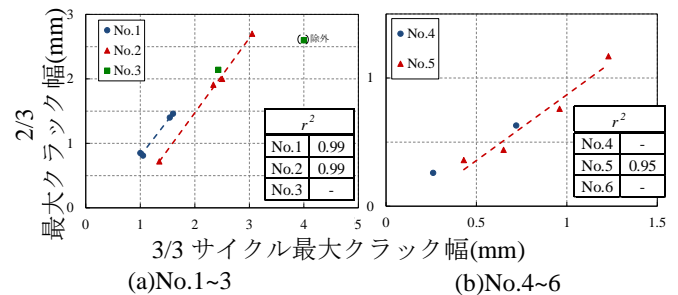 2/3
最大クラック幅(mm)
3
2
1
0
0 1 2 3 4 5
No.1
No.2
No.3
(■)除外
r²
No.1 0.99
No.2 0.99
No.3 -
1
0
0.5 1 1.5
No.4
No.5
r²
No.4 -
No.5 0.95
No.6 -
3/3 サイクル最大クラック幅(mm)
(a)No.1~3
(b)No.4~6